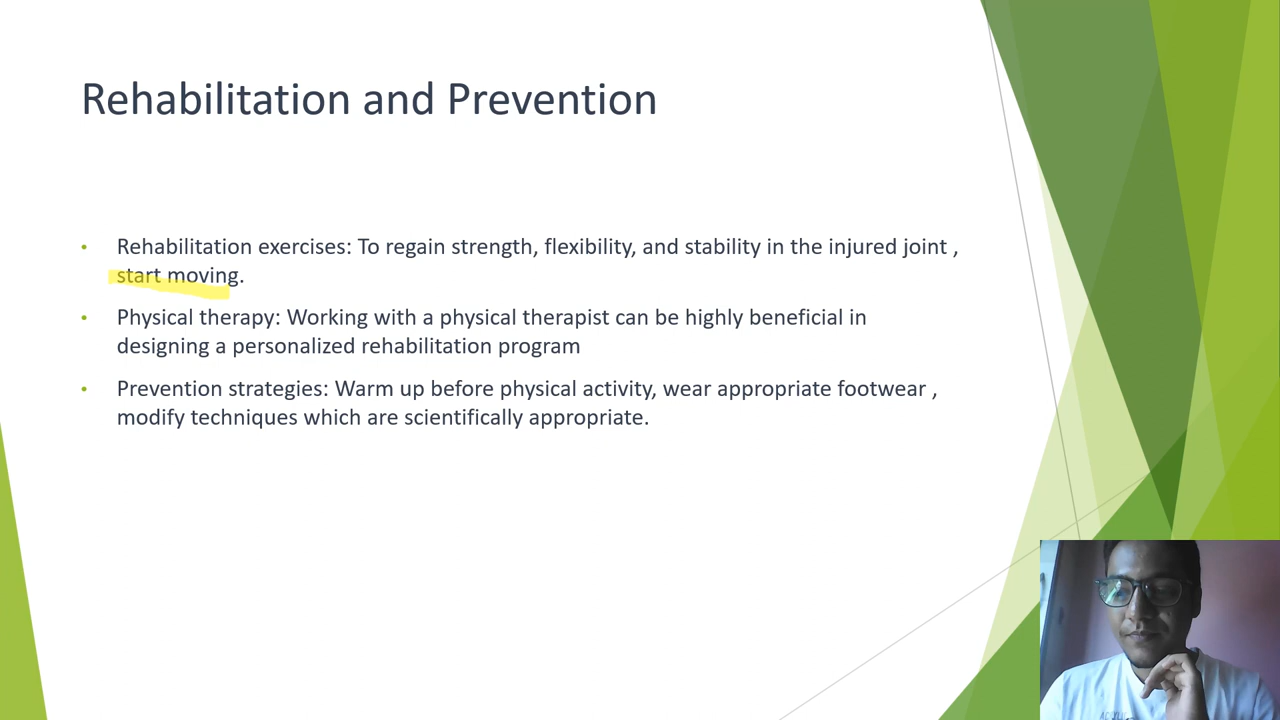 Rehabilitation and Prevention
• Rehabilitation exercises: To regain strength, flexibility, and stability in the injured joint ,
start moving.
• Physical therapy: Working with a physical therapist can be highly beneficial in
designing a personalized rehabilitation program
• Prevention strategies: Warm up before physical activity, wear appropriate footwear ,
modify techniques which are scientifically appropriate.